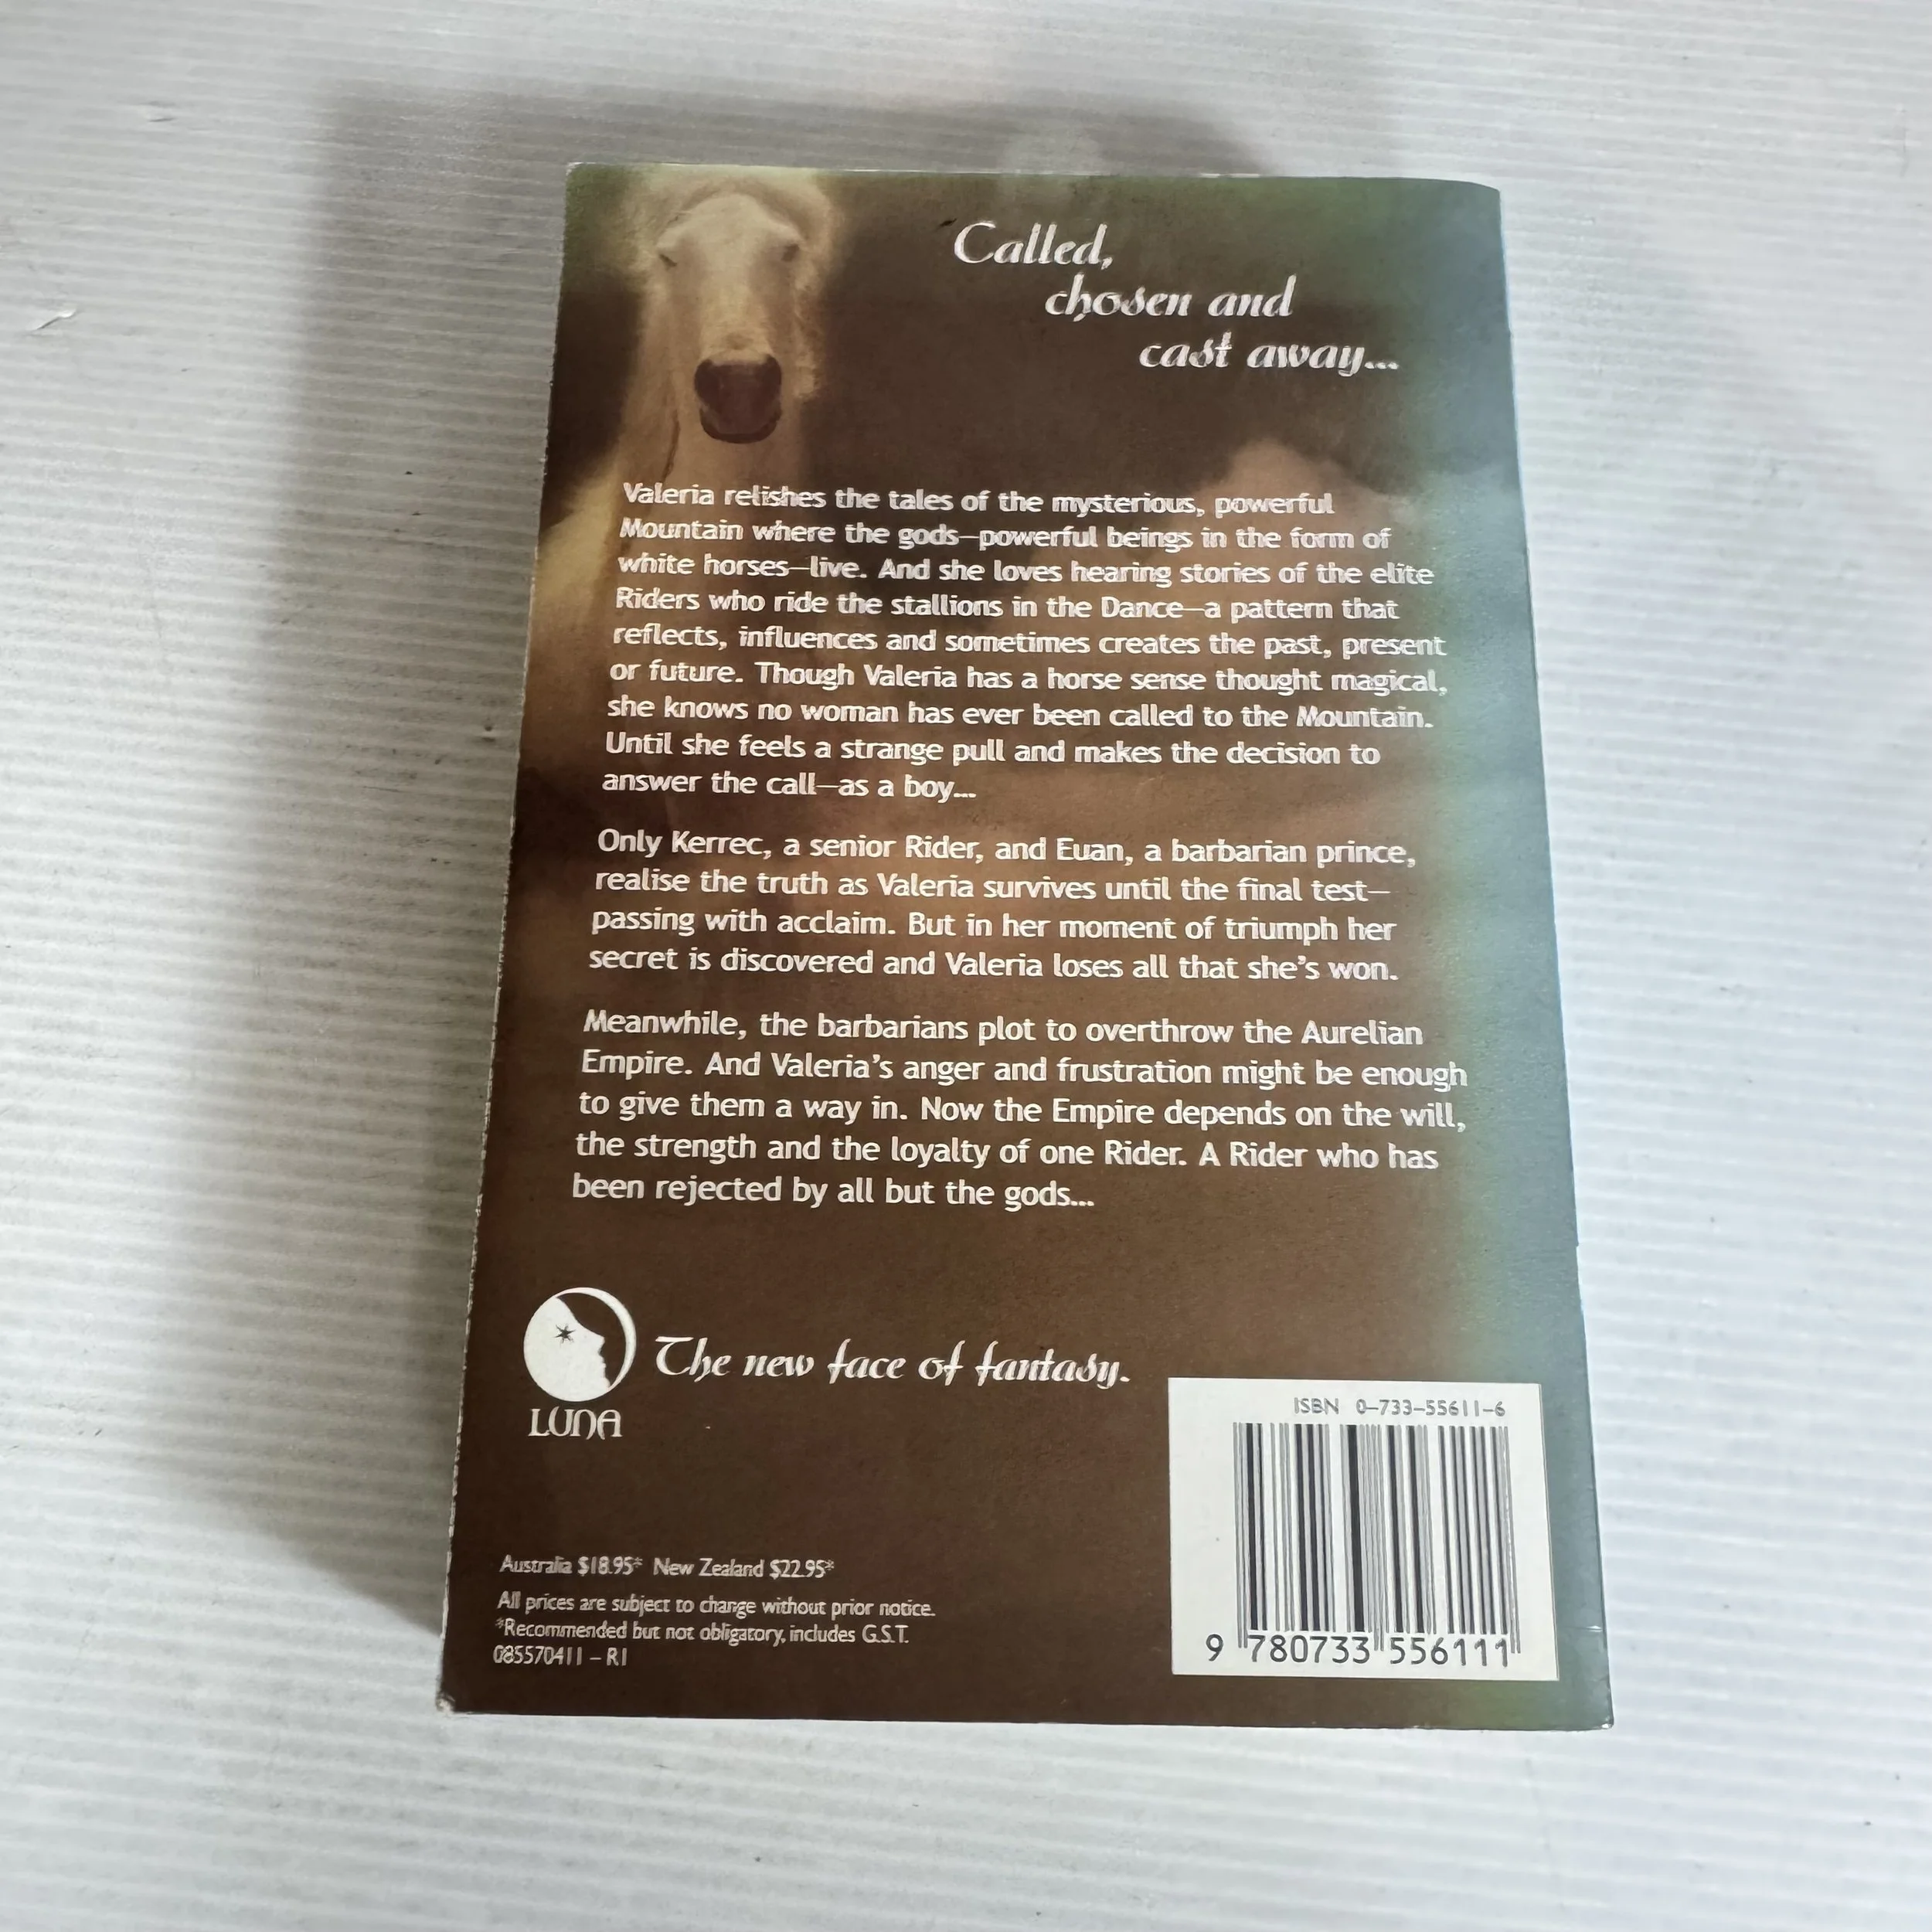 Called,
chosen and
cast away...
Valeria relishes the tales of the mysterious, powerful
Mountain where the gods—powerful beings in the form of
white horses—live. And she loves hearing stories of the elite
Riders who ride the stallions in the Dance—a pattern that
reflects, influences and sometimes creates the past, present
or future. Though Valeria has a horse sense thought magical,
she knows no woman has ever been called to the Mountain.
Until she feels a strange pull and makes the decision to
answer the call—as a boy...
Only Kerrec, a senior Rider, and Euan, a barbarian prince,
realise the truth as Valeria survives until the final test—
passing with acclaim. But in her moment of triumph her
secret is discovered and Valeria loses all that she's won.
Meanwhile, the barbarians plot to overthrow the Aurelian
Empire. And Valeria's anger and frustration might be enough
to give them a way in. Now the Empire depends on the will,
the strength and the loyalty of one Rider. A Rider who has
been rejected by all but the gods...
The new face of fantasy.
LUNA
ISBN 0-733-55611-6
9 780733 556111
Australia $18.95* New Zealand $22.95*
All prices are subject to change without prior notice.
*Recommended but not obligatory, includes G.S.T.
085570411 – R1